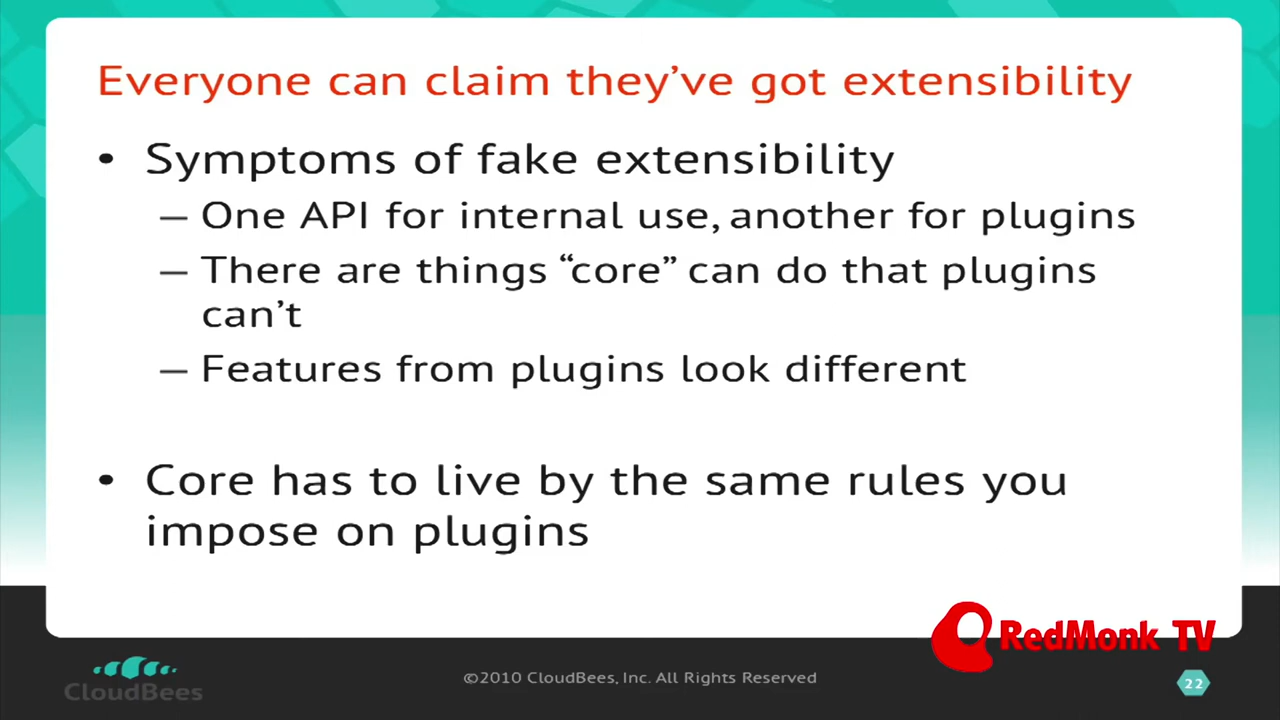 Everyone can claim they’ve got extensibility
• Symptoms of fake extensibility
— One API for internal use, another for plugins
— There are things “core” can do that plugins
can’t
— Features from plugins look different
• Core has to live by the same rules you
impose on plugins
RedMonk TV
CloudBees
©2010 CloudBees, Inc. All Rights Reserved
22